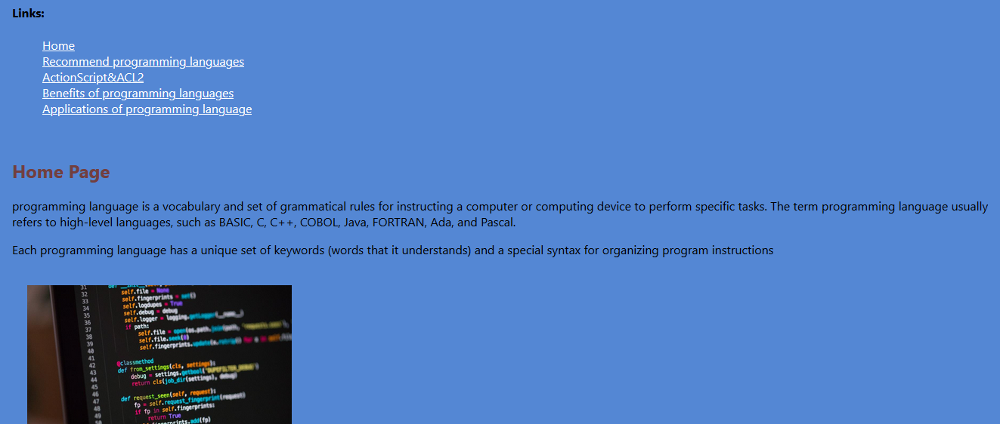 Links:
Home
Recommend programming languages
ActionScript&ACL2
Benefits of programming languages
Applications of programming language
Home Page
programming language is a vocabulary and set of grammatical rules for instructing a computer or computing device to perform specific tasks. The term programming language usually
refers to high-level languages, such as BASIC, C, C++, COBOL, Java, FORTRAN, Ada, and Pascal.
Each programming language has a unique set of keywords (words that it understands) and a special syntax for organizing program instructions
31 def __init__(self,
32 self.file = None
33 self.fingerprints = set()
34 self.logdupes = True
35 self.debug = debug
36 self.logger = logging.getLogger(__name__)
37 if path:
38 self.file = open(os.path.join(path,
39 self.file.seek(0)
40 self.fingerprints.update(
41
42 @classmethod
43 def from_settings(cls, settings):
44 debug = settings.getbool('DUPEFILTER_DEBUG')
45 return cls(job_dir(settings), debug)
46
47 def request_seen(self, request):
48 fp = self.request_fingerprint(request)
49 if fp in self.fingerprints:
50 return True
.fingerprints.add(fp)